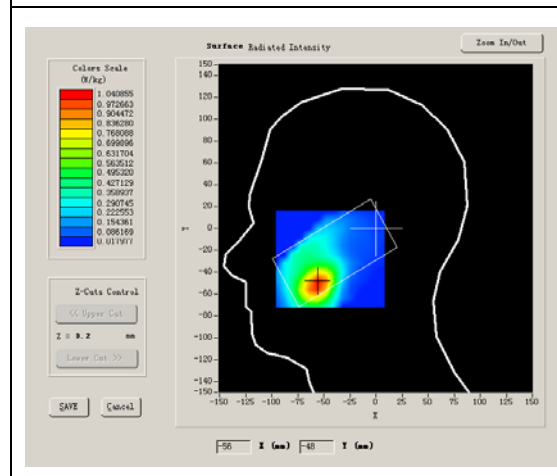 Surface Radiated Intensity
Zoom In/Out
Colors Scale
(W/kg)
1.040855
0.972663
0.904472
0.836280
0.768088
0.699896
0.631704
0.563512
0.495320
0.427129
0.358937
0.290745
0.222553
0.154361
0.086169
0.017977
150
140
120
100
80
60
40
20
0
-20
-40
-60
-80
-100
-120
-140
-150
-150 -125 -100 -75 -50 -25 0 25 50 75 100 125 150
X
Z-Cuts Control
<< Upper Cut
Z = 9.2 mm
Lower Cut >>
SAVE Cancel
-56 X (mm) -48 Y (mm)